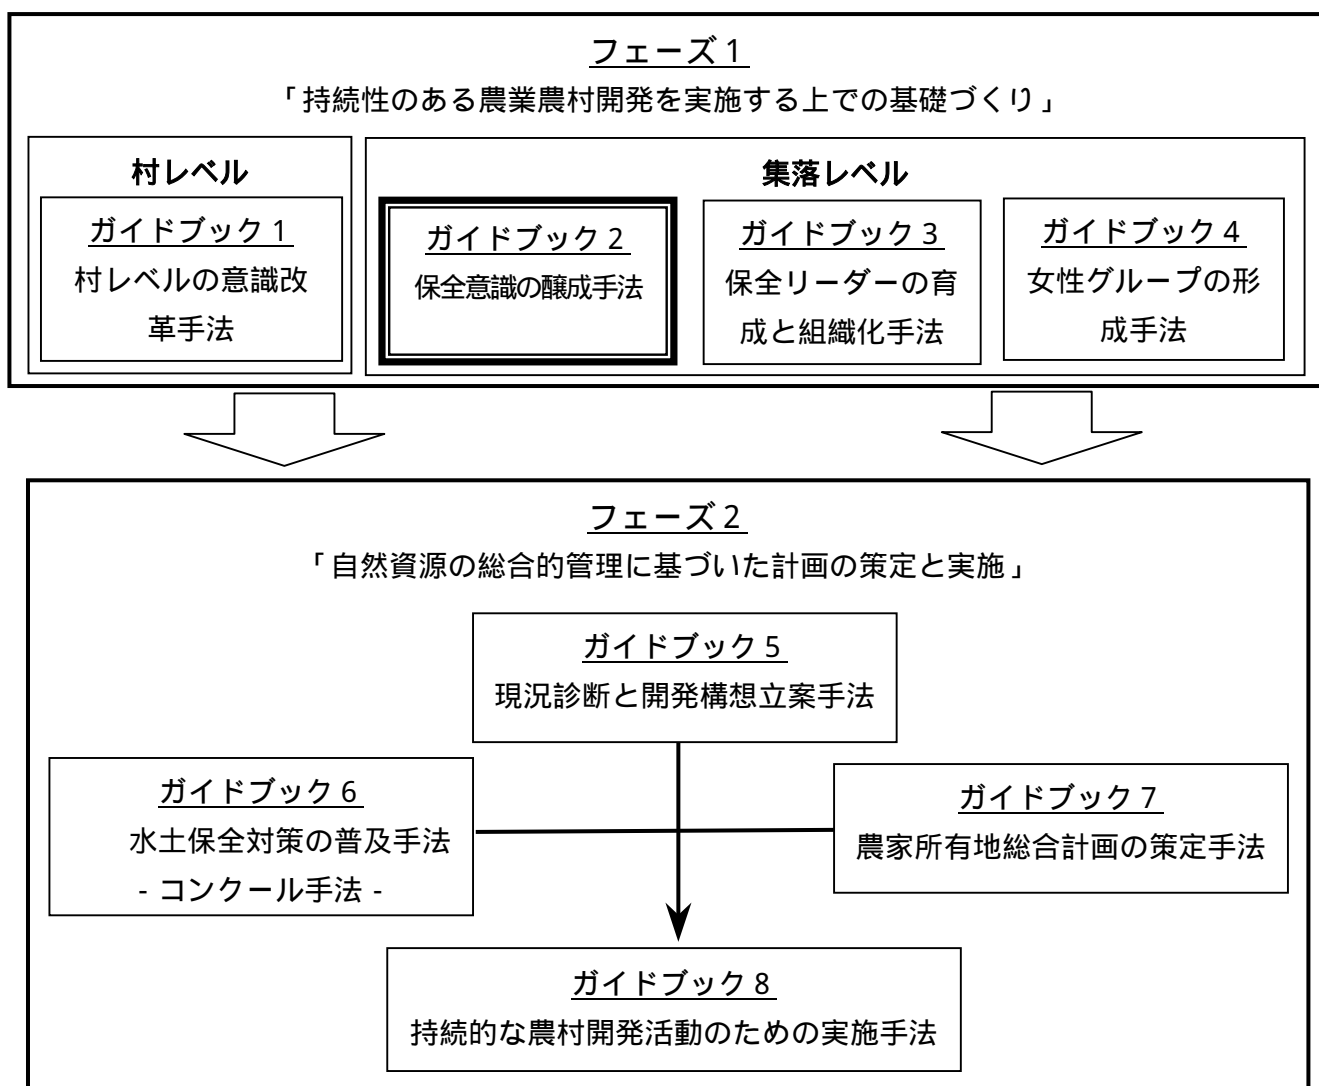 フェーズ 1
「持続性のある農業農村開発を実施する上での基礎づくり」
村レベル
ガイドブック 1
村レベルの意識改
革手法
集落レベル
ガイドブック 2
保全意識の醸成手法
ガイドブック 3
保全リーダーの育
成と組織化手法
ガイドブック 4
女性グループの形
成手法
フェーズ 2
「自然資源の総合的管理に基づいた計画の策定と実施」
ガイドブック 5
現況診断と開発構想立案手法
ガイドブック 6
水土保全対策の普及手法
- コンクール手法 -
ガイドブック 7
農家所有地総合計画の策定手法
ガイドブック 8
持続的な農村開発活動のための実施手法